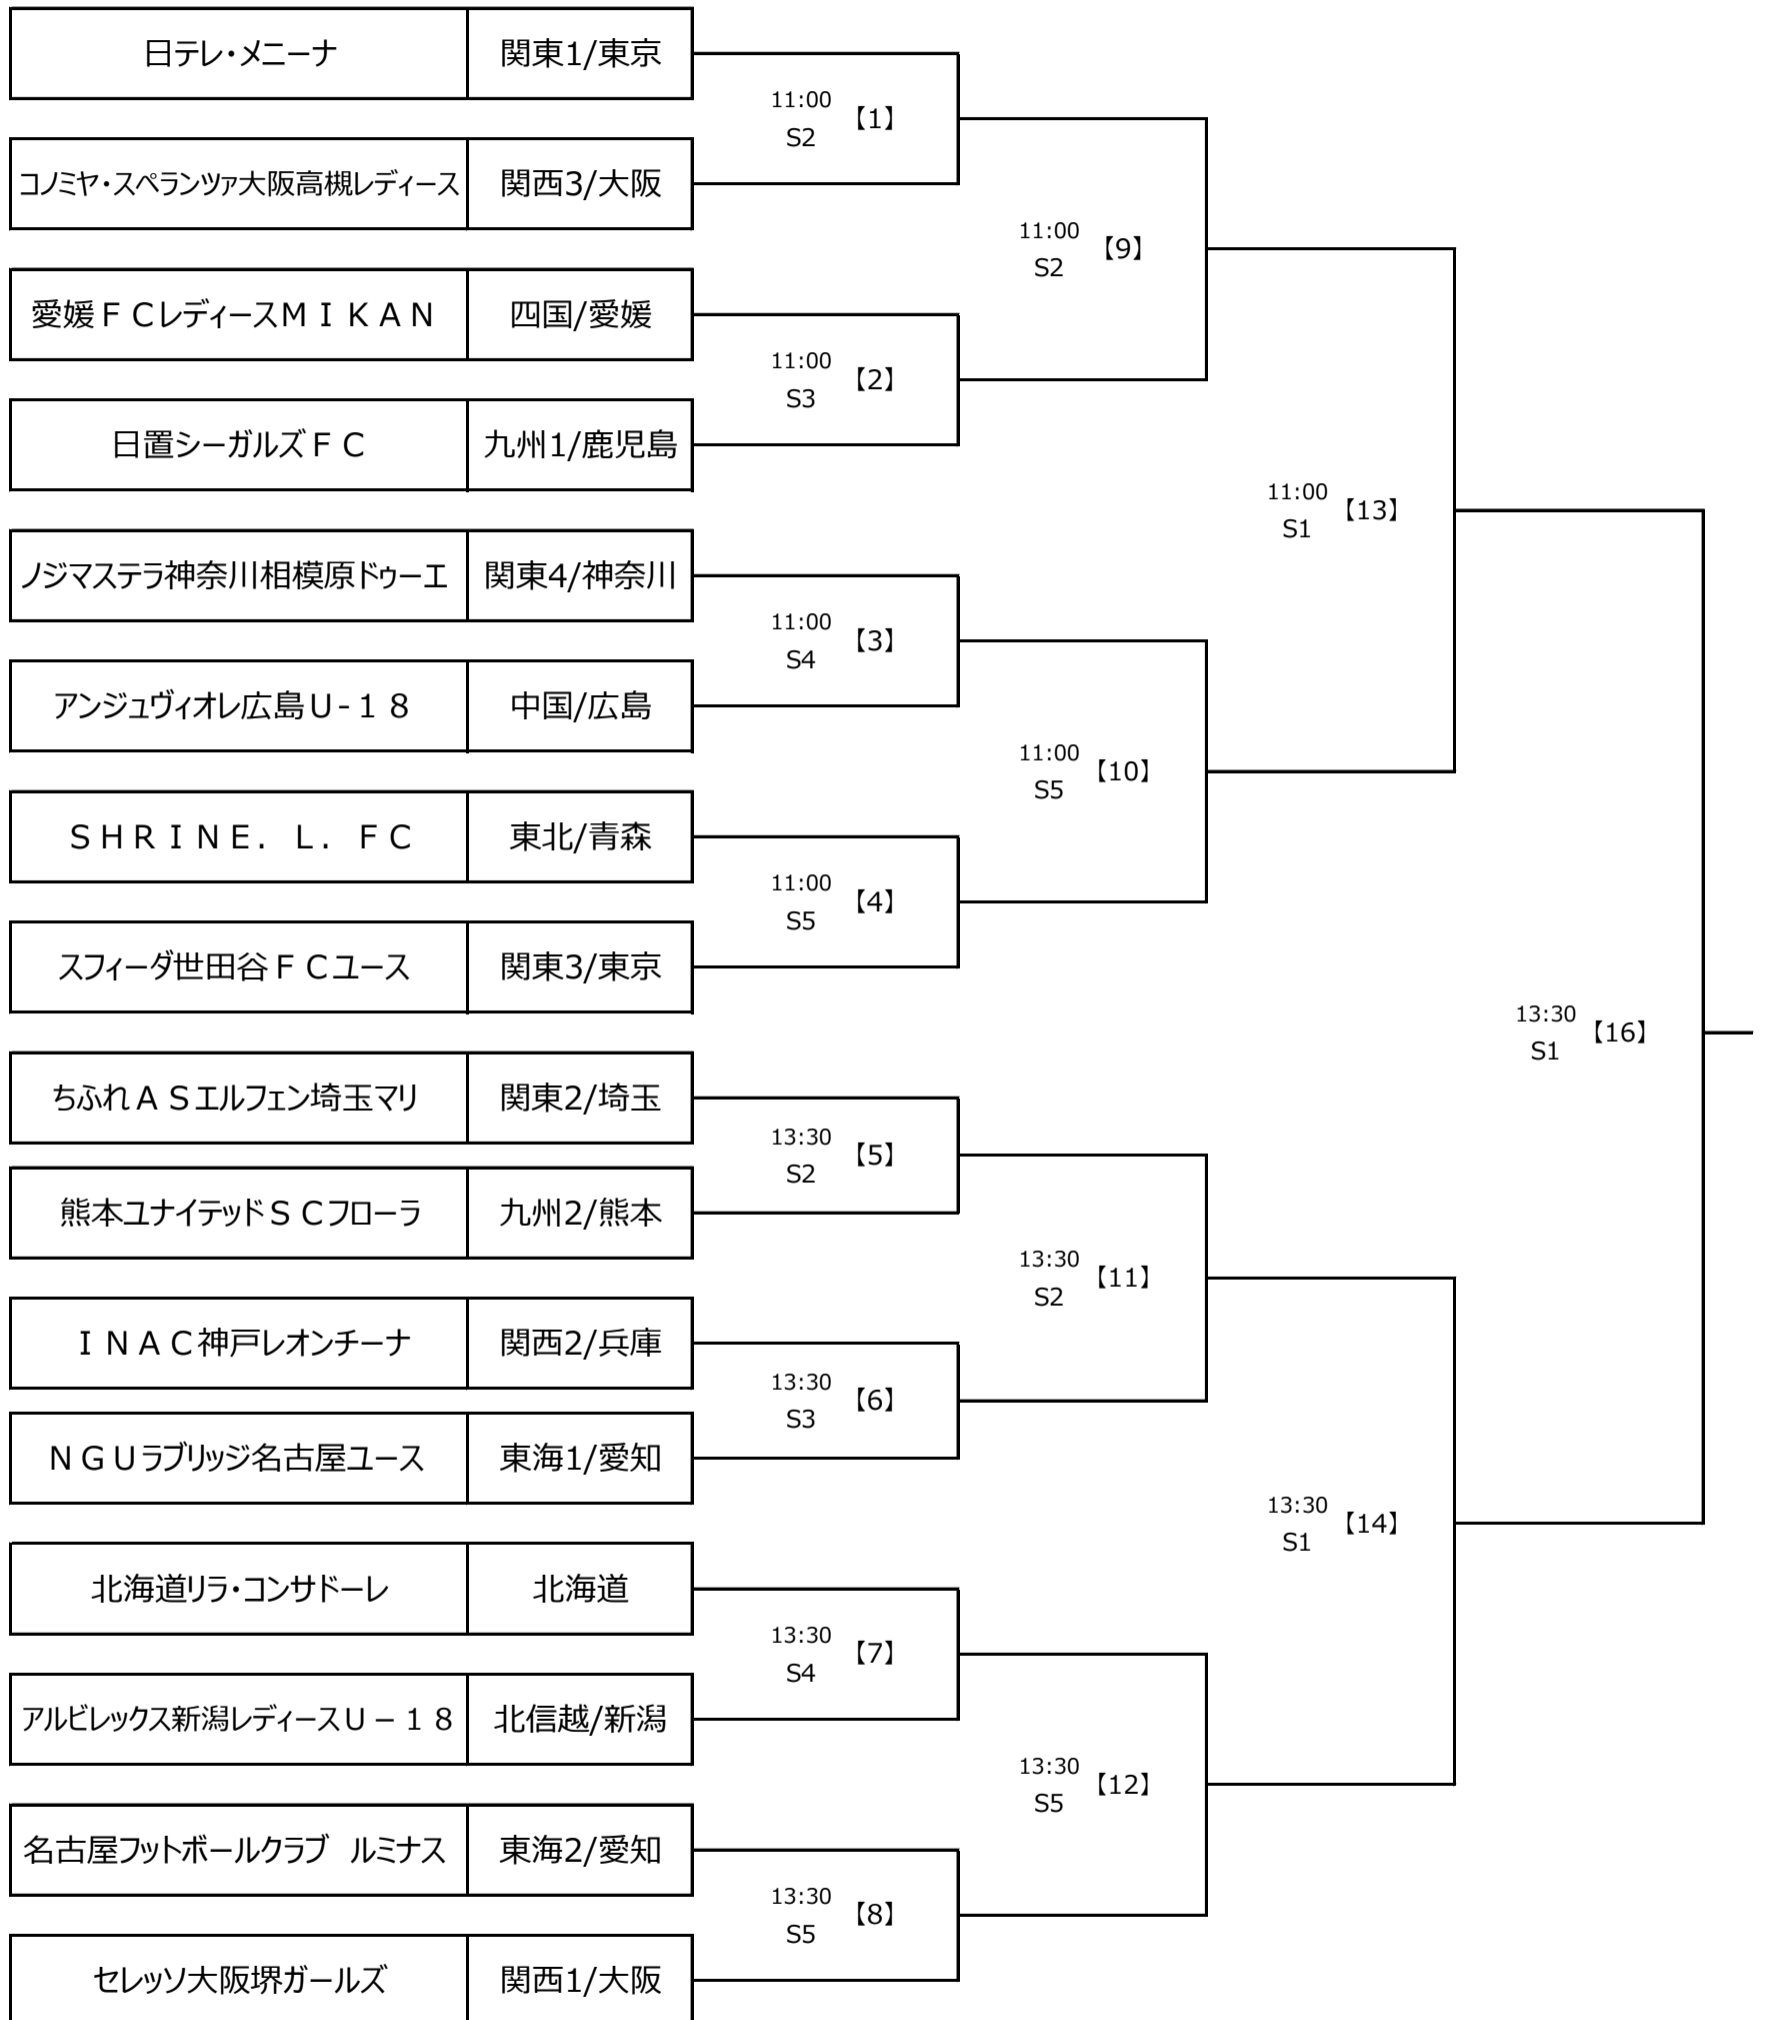 日テレ・メニーナ 関東1/東京
11:00 【1】
S2
コノミヤ・スペランツァ大阪高槻レディース 関西3/大阪
11:00 【9】
S2
愛媛ＦＣレディースＭＩＫＡＮ 四国/愛媛
11:00 【2】
S3
日置シーガルズＦＣ 九州1/鹿児島
11:00 【13】
S1
ノジマステラ神奈川相模原ドゥーエ 関東4/神奈川
11:00 【3】
S4
アンジュヴィオレ広島Ｕ-１８ 中国/広島
11:00 【10】
S5
ＳＨＲＩＮＥ．Ｌ．ＦＣ 東北/青森
11:00 【4】
S5
スフィーダ世田谷ＦＣユース 関東3/東京
13:30 【16】
S1
ちふれＡＳエルフェン埼玉マリ 関東2/埼玉
13:30 【5】
S2
熊本ユナイテッドＳＣフローラ 九州2/熊本
13:30 【11】
S2
ＩＮＡＣ神戸レオンチーナ 関西2/兵庫
13:30 【6】
S3
ＮＧＵラブリッジ名古屋ユース 東海1/愛知
13:30 【14】
S1
北海道リラ・コンサドーレ 北海道
13:30 【7】
S4
アルビレックス新潟レディースＵ－１８ 北信越/新潟
13:30 【12】
S5
名古屋フットボールクラブ　ルミナス 東海2/愛知
13:30 【8】
S5
セレッソ大阪堺ガールズ 関西1/大阪